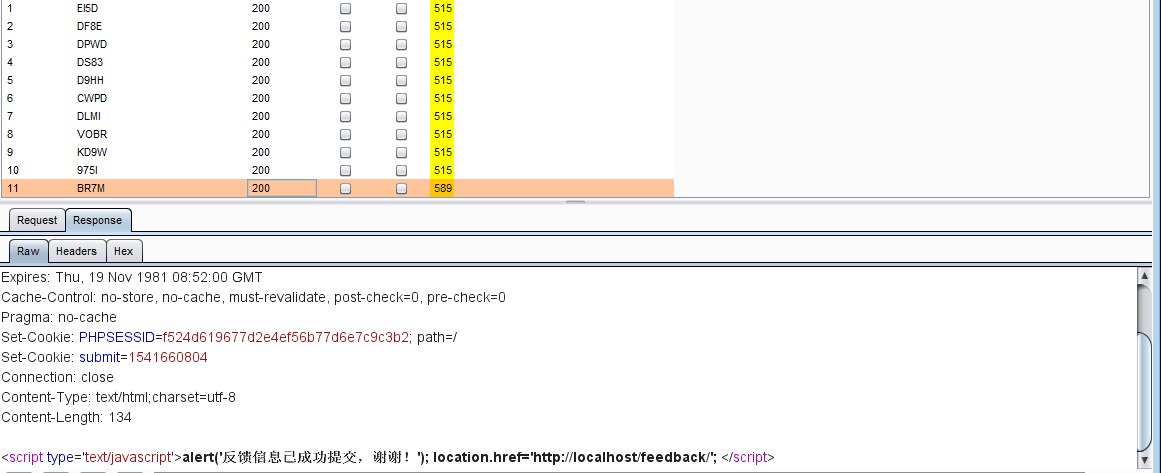 1 EI5D 200 515
2 DF8E 200 515
3 DPWD 200 515
4 DS83 200 515
5 D9HH 200 515
6 CWPD 200 515
7 DLMI 200 515
8 VOBR 200 515
9 KD9W 200 515
10 975I 200 515
11 BR7M 200 589
Request Response
Raw Headers Hex
Expires: Thu, 19 Nov 1981 08:52:00 GMT
Cache-Control: no-store, no-cache, must-revalidate, post-check=0, pre-check=0
Pragma: no-cache
Set-Cookie: PHPSESSID=f524d619677d2e4ef56b77d6e7c9c3b2; path=/
Set-Cookie: submit=1541660804
Connection: close
Content-Type: text/html;charset=utf-8
Content-Length: 134
<script type='text/javascript'>alert('反馈信息已成功提交，谢谢！'); location.href='http://localhost/feedback/'; </script>